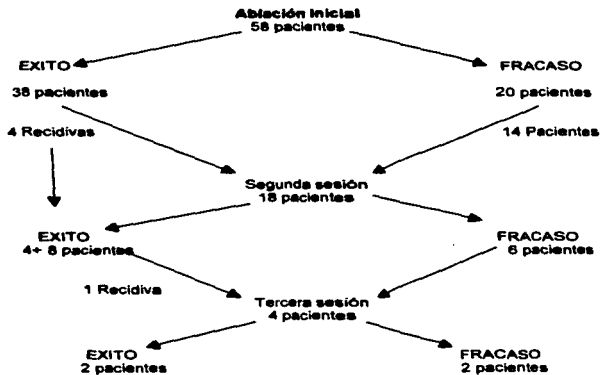 Ablación Inicial
58 pacientes
EXITO
FRACASO
38 pacientes
20 pacientes
4 Recidivas
14 Pacientes
Segunda sesión
18 pacientes
EXITO
FRACASO
4+ 8 pacientes
6 pacientes
1 Recidiva
Tercera sesión
4 pacientes
EXITO
FRACASO
2 pacientes
2 pacientes